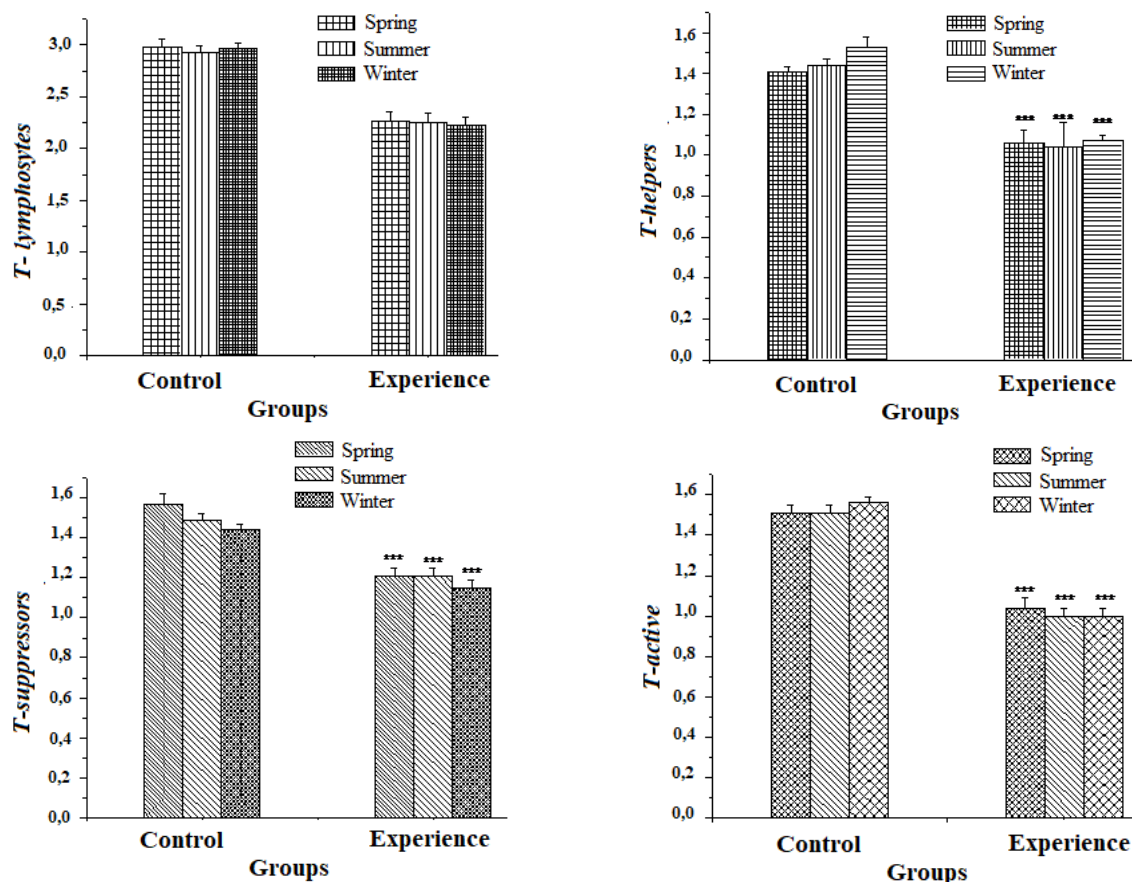 Spring
Summer
Winter
3,0
2,5
2,0
1,5
1,0
0,5
0,0
T- lymphosytes
Control
Experience
Groups
Spring
Summer
Winter
1,6
1,4
1,2
1,0
0,8
0,6
0,4
0,2
0,0
T-helpers
*** *** ***
Control
Experience
Groups
Spring
Summer
Winter
1,6
1,4
1,2
1,0
1,8
0,6
0,4
0,2
0,0
T-suppressors
*** *** ***
Control
Experience
Groups
Spring
Summer
Winter
1,6
1,4
1,2
1,0
0,8
0,6
0,4
0,2
0,0
T-active
*** *** ***
Control
Experience
Groups